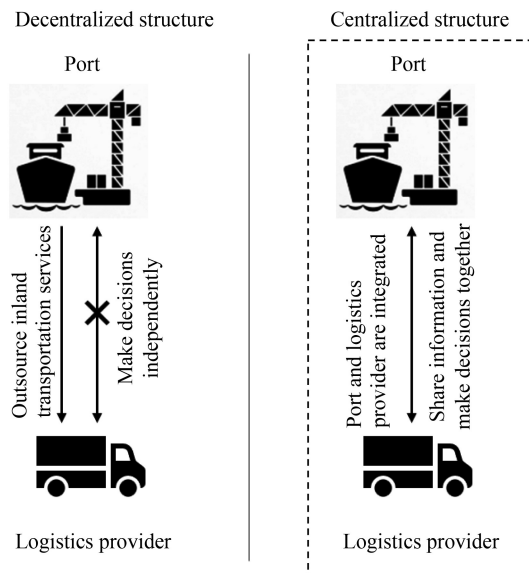 Decentralized structure
Port
Outsource inland
transportation services
Make decisions
independently
Logistics provider
Centralized structure
Port
Port and logistics
provider are integrated
Share information and
make decisions together
Logistics provider